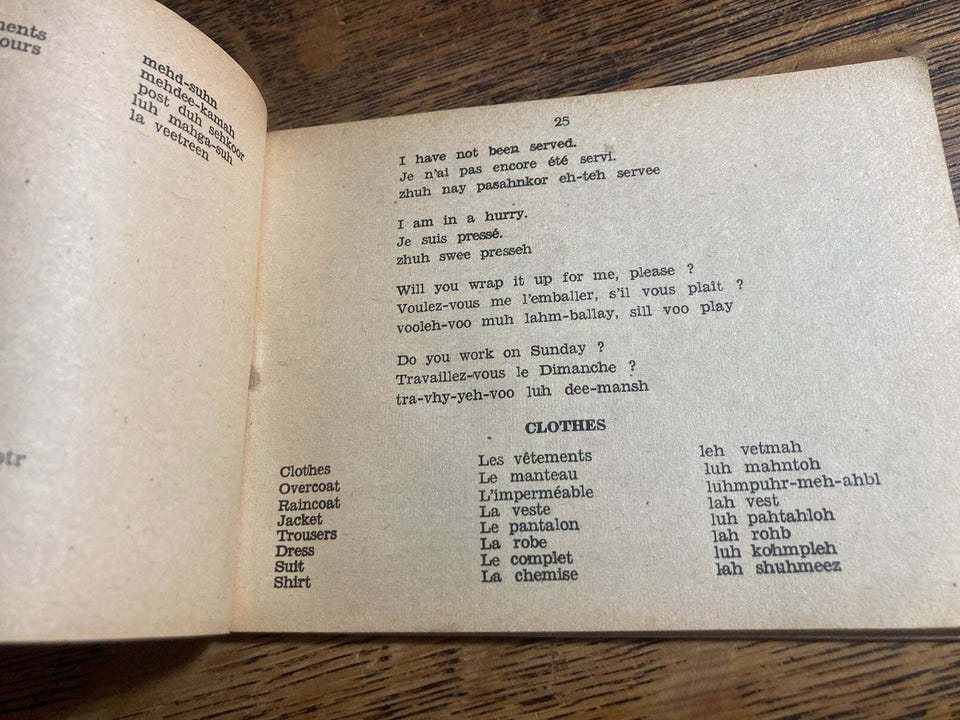 ments
ours
mehd-suhn
mehdee-kamah
post duh sehkoor
luh mahga-suh
la veetreen
25
I have not been served.
Je n'ai pas encore été servi.
zhuh nay pasahnkor eh-teh servee
I am in a hurry.
Je suis pressé.
zhuh swee presseh
Will you wrap it up for me, please ?
Voulez-vous me l'emballer, s'il vous plaît ?
vooleh-voo muh lahm-ballay, sill voo play
Do you work on Sunday ?
Travaillez-vous le Dimanche ?
tra-vhy-yeh-voo luh dee-mansh
CLOTHES
Clothes Les vêtements leh vetmah
Overcoat Le manteau luh mahntoh
Raincoat L'imperméable luhmpuhr-meh-ahbl
Jacket La veste lah vest
Trousers Le pantalon luh pahtahloh
Dress La robe lah rohb
Suit Le complet luh kohmpleh
Shirt La chemise lah shuhmeez